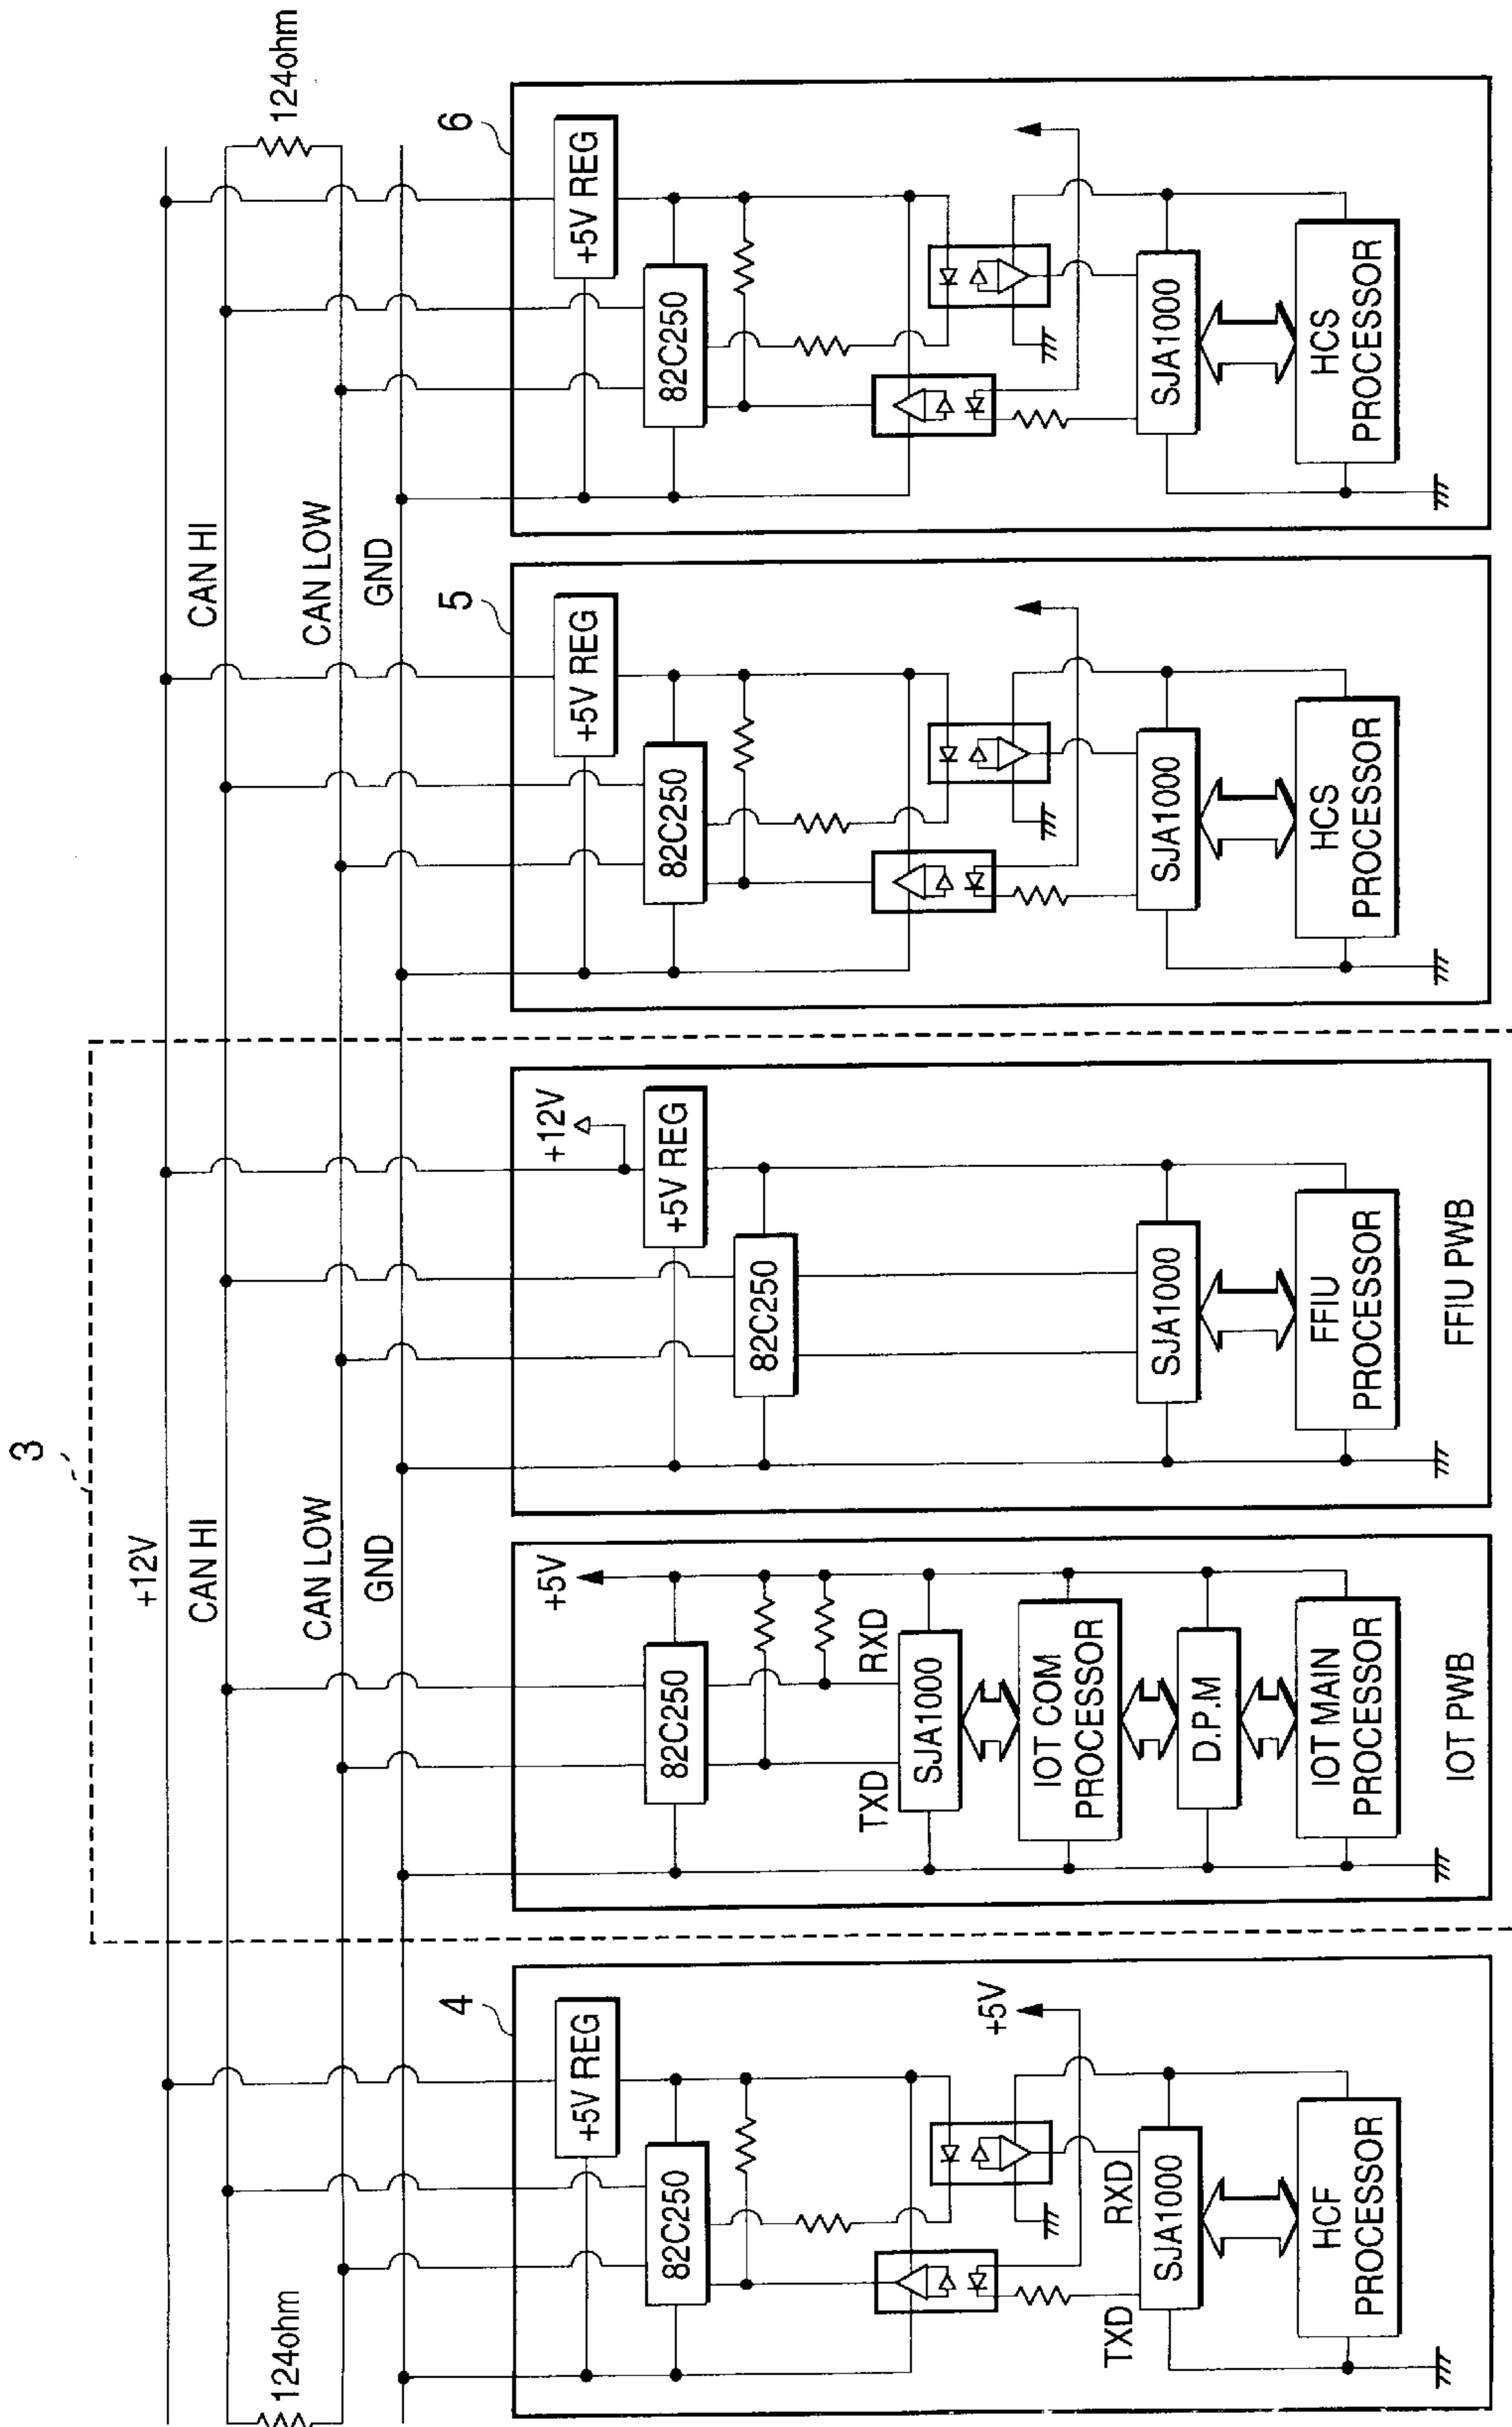 3
+12V
CAN HI
CAN HI
CAN LOW
CAN LOW
GND
GND
124ohm
124ohm
4
+5V REG
82C250
+5V
TXD
RXD
SJA1000
HCF
PROCESSOR
+5V
82C250
TXD
RXD
SJA1000
IOT COM
PROCESSOR
D.P.M
IOT MAIN
PROCESSOR
IOT PWB
+12V
+5V REG
82C250
SJA1000
FFIU
PROCESSOR
FFIU PWB
5
+5V REG
82C250
SJA1000
HCS
PROCESSOR
6
+5V REG
82C250
SJA1000
HCS
PROCESSOR